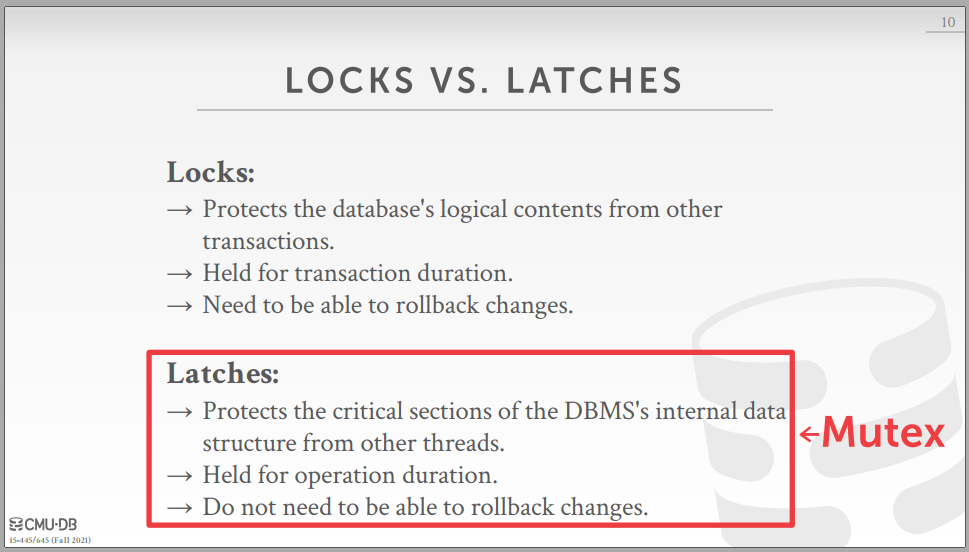 10
LOCKS VS. LATCHES
Locks:
→ Protects the database's logical contents from other
transactions.
→ Held for transaction duration.
→ Need to be able to rollback changes.
Latches:
→ Protects the critical sections of the DBMS's internal data
structure from other threads.
→ Held for operation duration.
→ Do not need to be able to rollback changes.
←Mutex
CMU·DB
15-445/645 (Fall 2021)